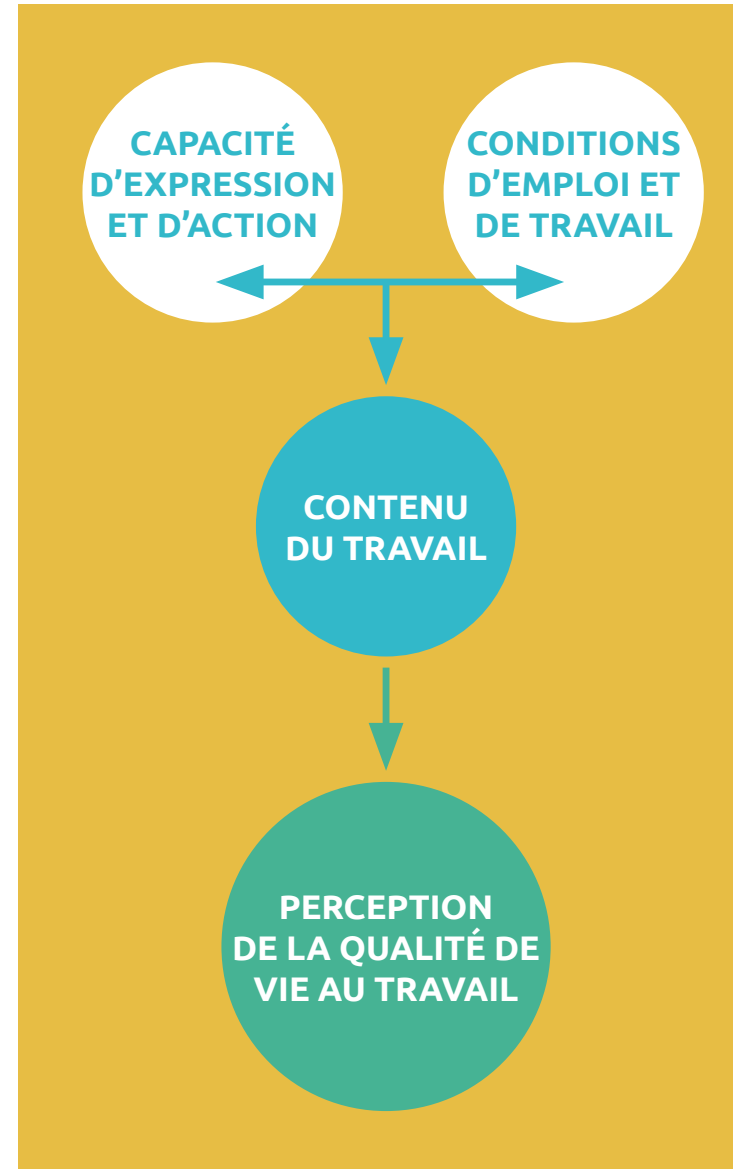 CAPACITÉ
D’EXPRESSION
ET D’ACTION
CONDITIONS
D’EMPLOI ET
DE TRAVAIL
CONTENU
DU TRAVAIL
PERCEPTION
DE LA QUALITÉ DE
VIE AU TRAVAIL